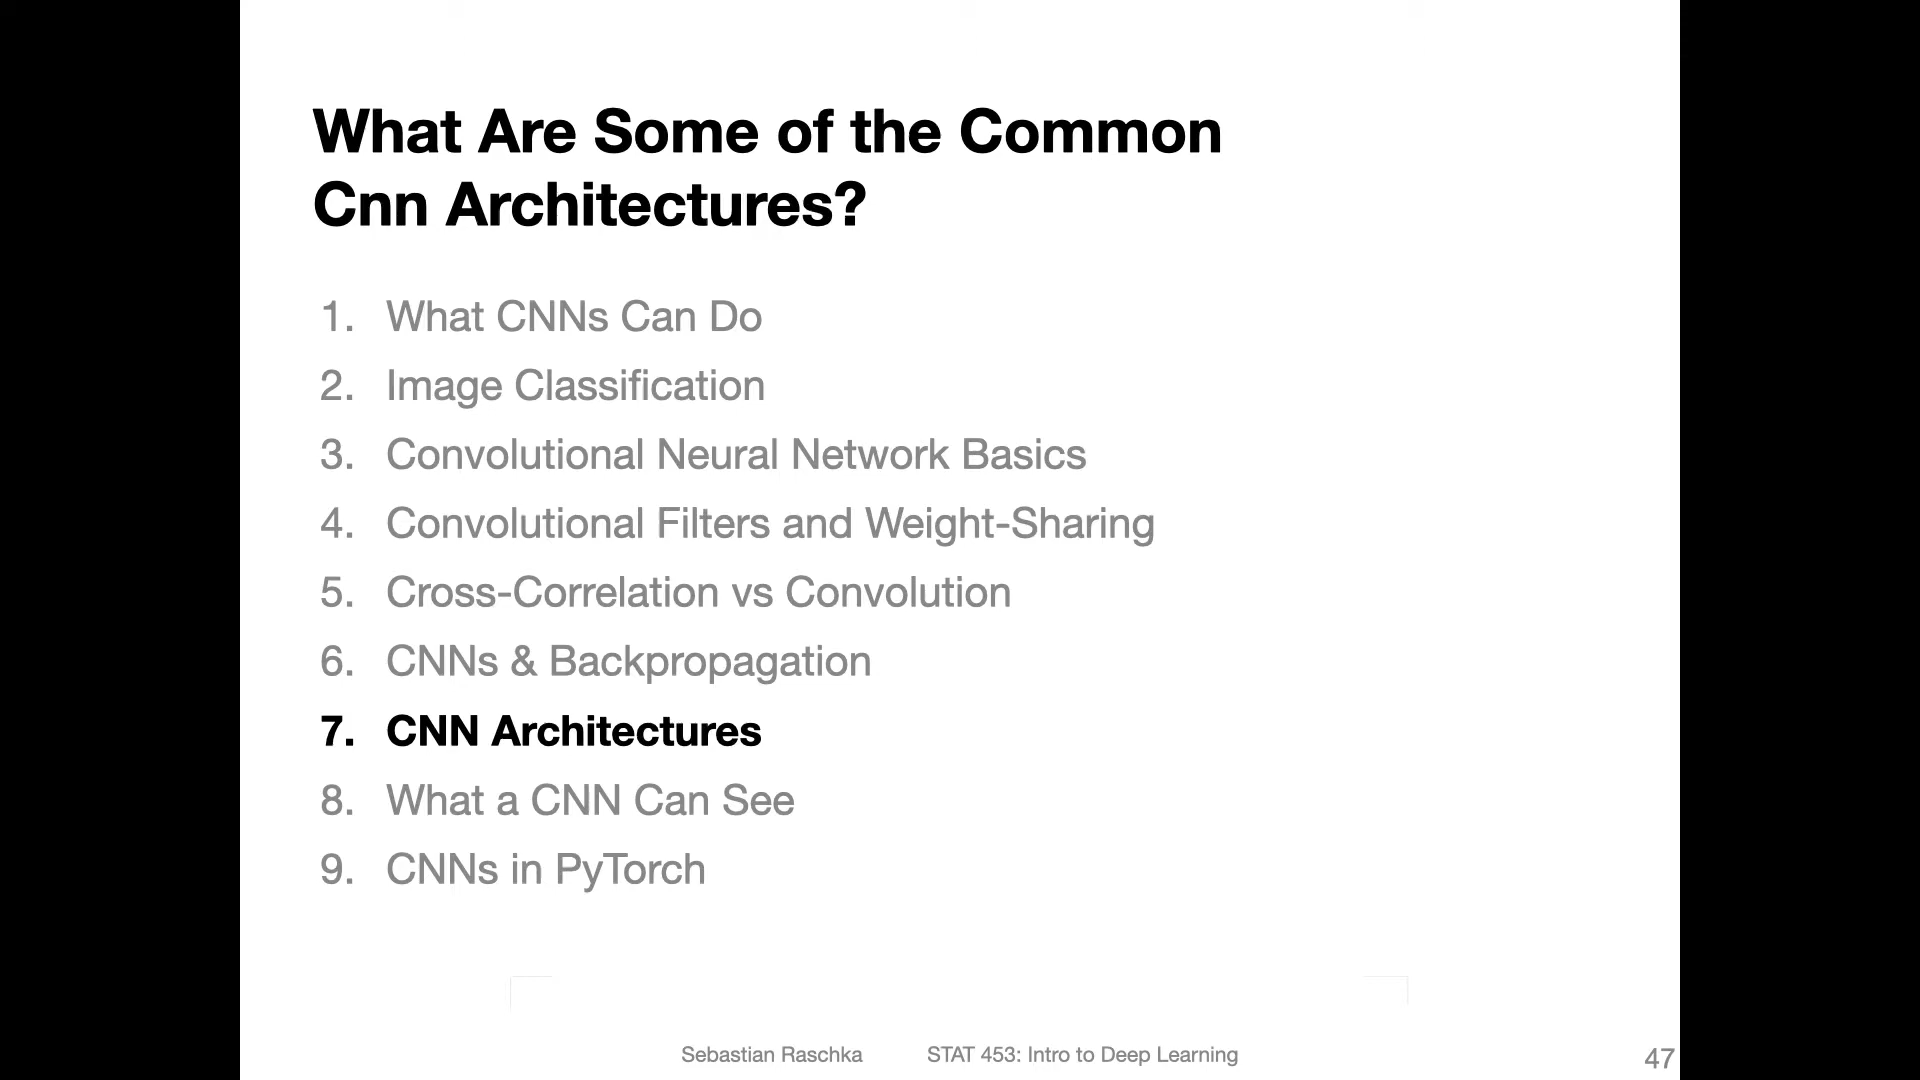 What Are Some of the Common
Cnn Architectures?
1. What CNNs Can Do
2. Image Classification
3. Convolutional Neural Network Basics
4. Convolutional Filters and Weight-Sharing
5. Cross-Correlation vs Convolution
6. CNNs & Backpropagation
7. CNN Architectures
8. What a CNN Can See
9. CNNs in PyTorch
Sebastian Raschka STAT 453: Intro to Deep Learning 47